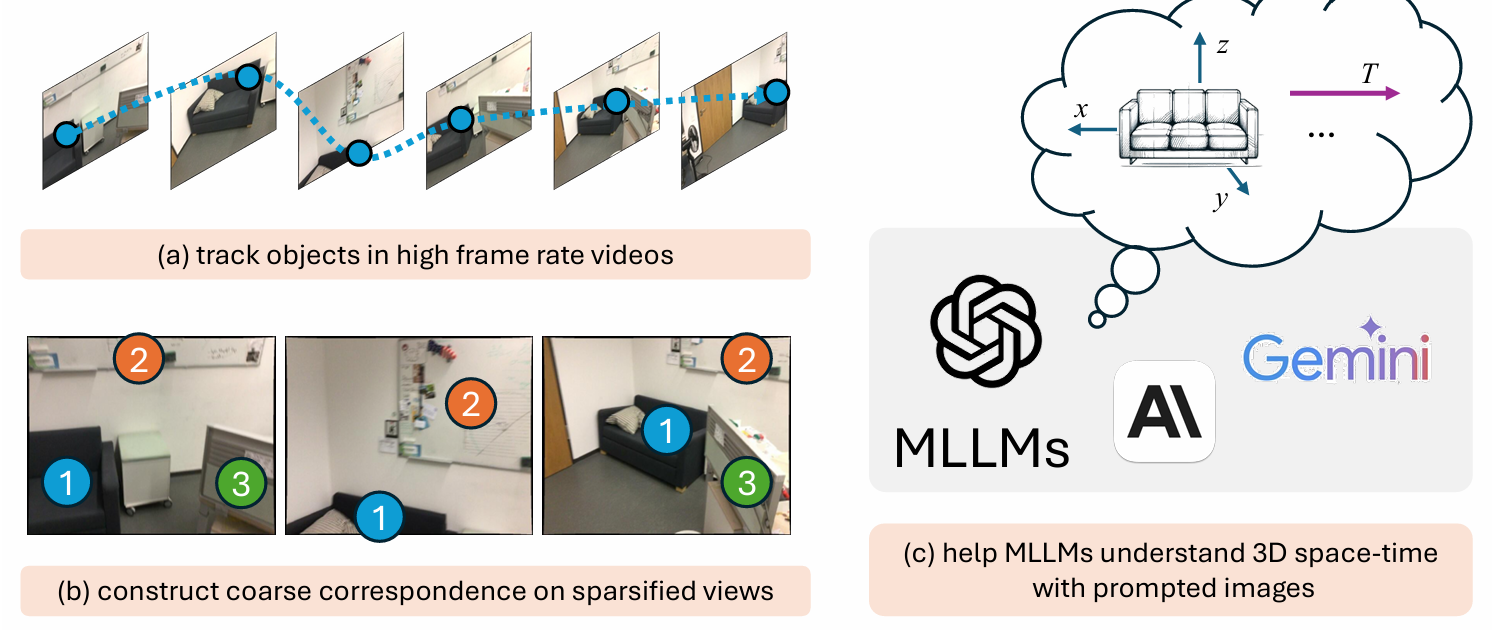 (a) track objects in high frame rate videos
2
2
2
1
1
1
3
3
(b) construct coarse correspondence on sparsified views
z
x
y
T
...
MLLMs
A\
Gemini
(c) help MLLMs understand 3D space-time
with prompted images